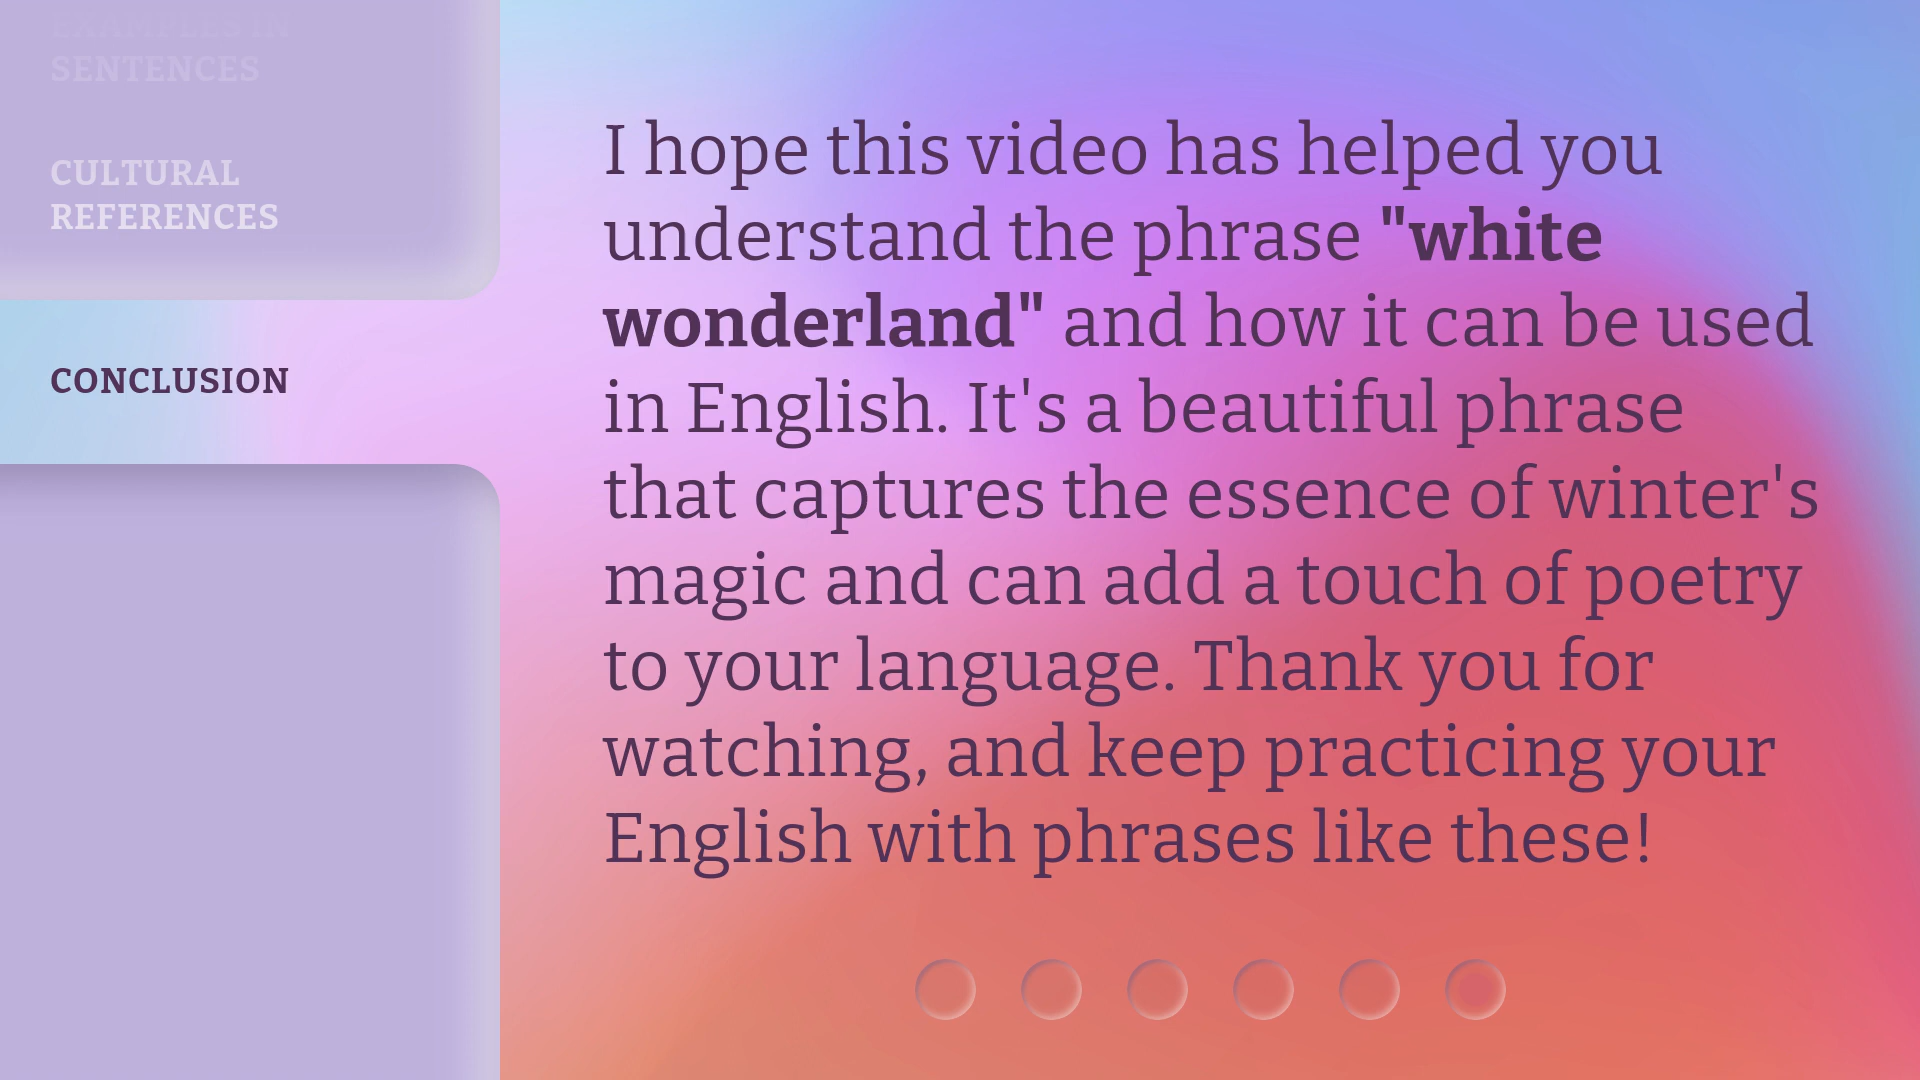 EXAMPLES IN
SENTENCES
CULTURAL
REFERENCES
CONCLUSION
I hope this video has helped you
understand the phrase "white
wonderland" and how it can be used
in English. It's a beautiful phrase
that captures the essence of winter's
magic and can add a touch of poetry
to your language. Thank you for
watching, and keep practicing your
English with phrases like these!